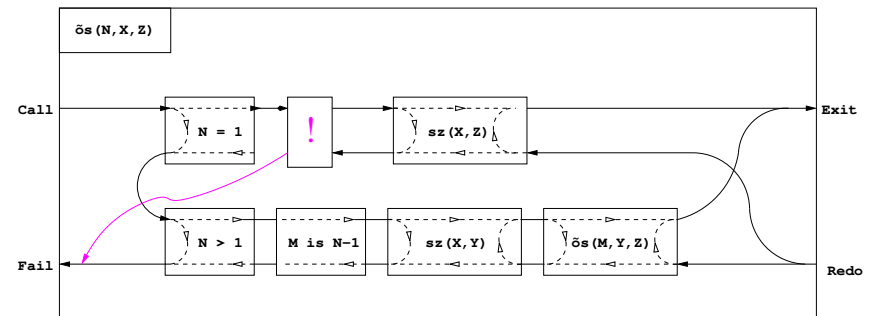 õs(N,X,Z)
Call
N = 1
!
sz(X,Z)
Exit
N > 1
M is N-1
sz(X,Y)
õs(M,Y,Z)
Fail
Redo